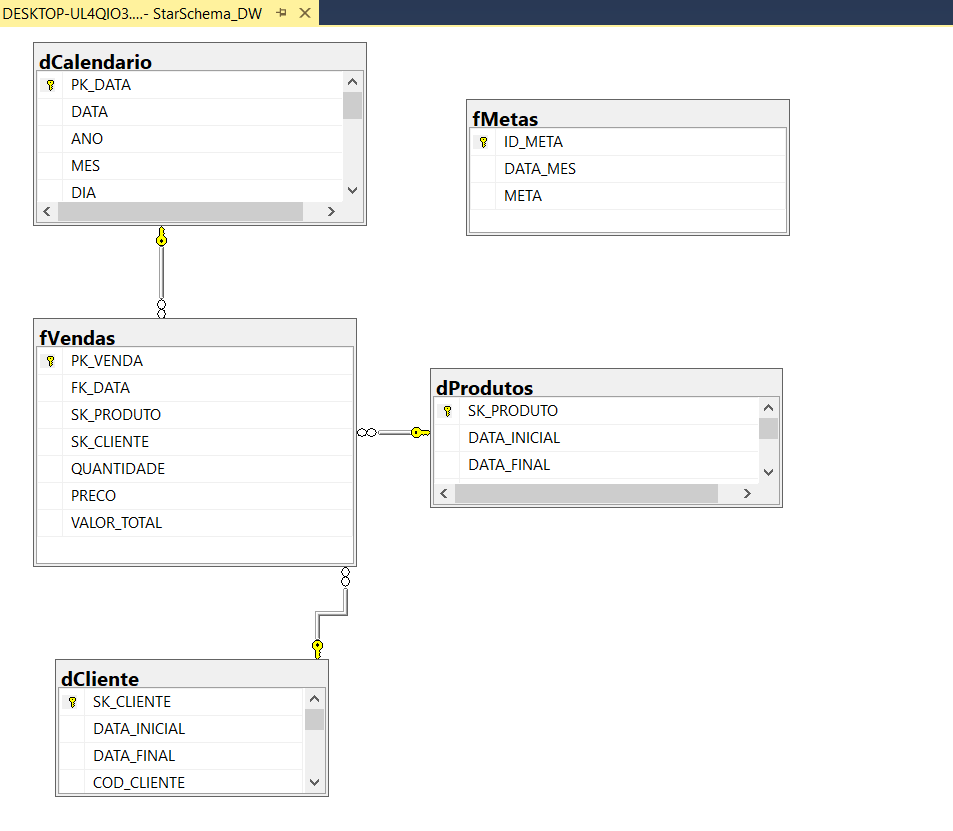 DESKTOP-UL4QIO3....- StarSchema_DW
dCalendario
PK_DATA
DATA
ANO
MES
DIA
fMetas
ID_META
DATA_MES
META
fVendas
PK_VENDA
FK_DATA
SK_PRODUTO
SK_CLIENTE
QUANTIDADE
PRECO
VALOR_TOTAL
dProdutos
SK_PRODUTO
DATA_INICIAL
DATA_FINAL
dCliente
SK_CLIENTE
DATA_INICIAL
DATA_FINAL
COD_CLIENTE